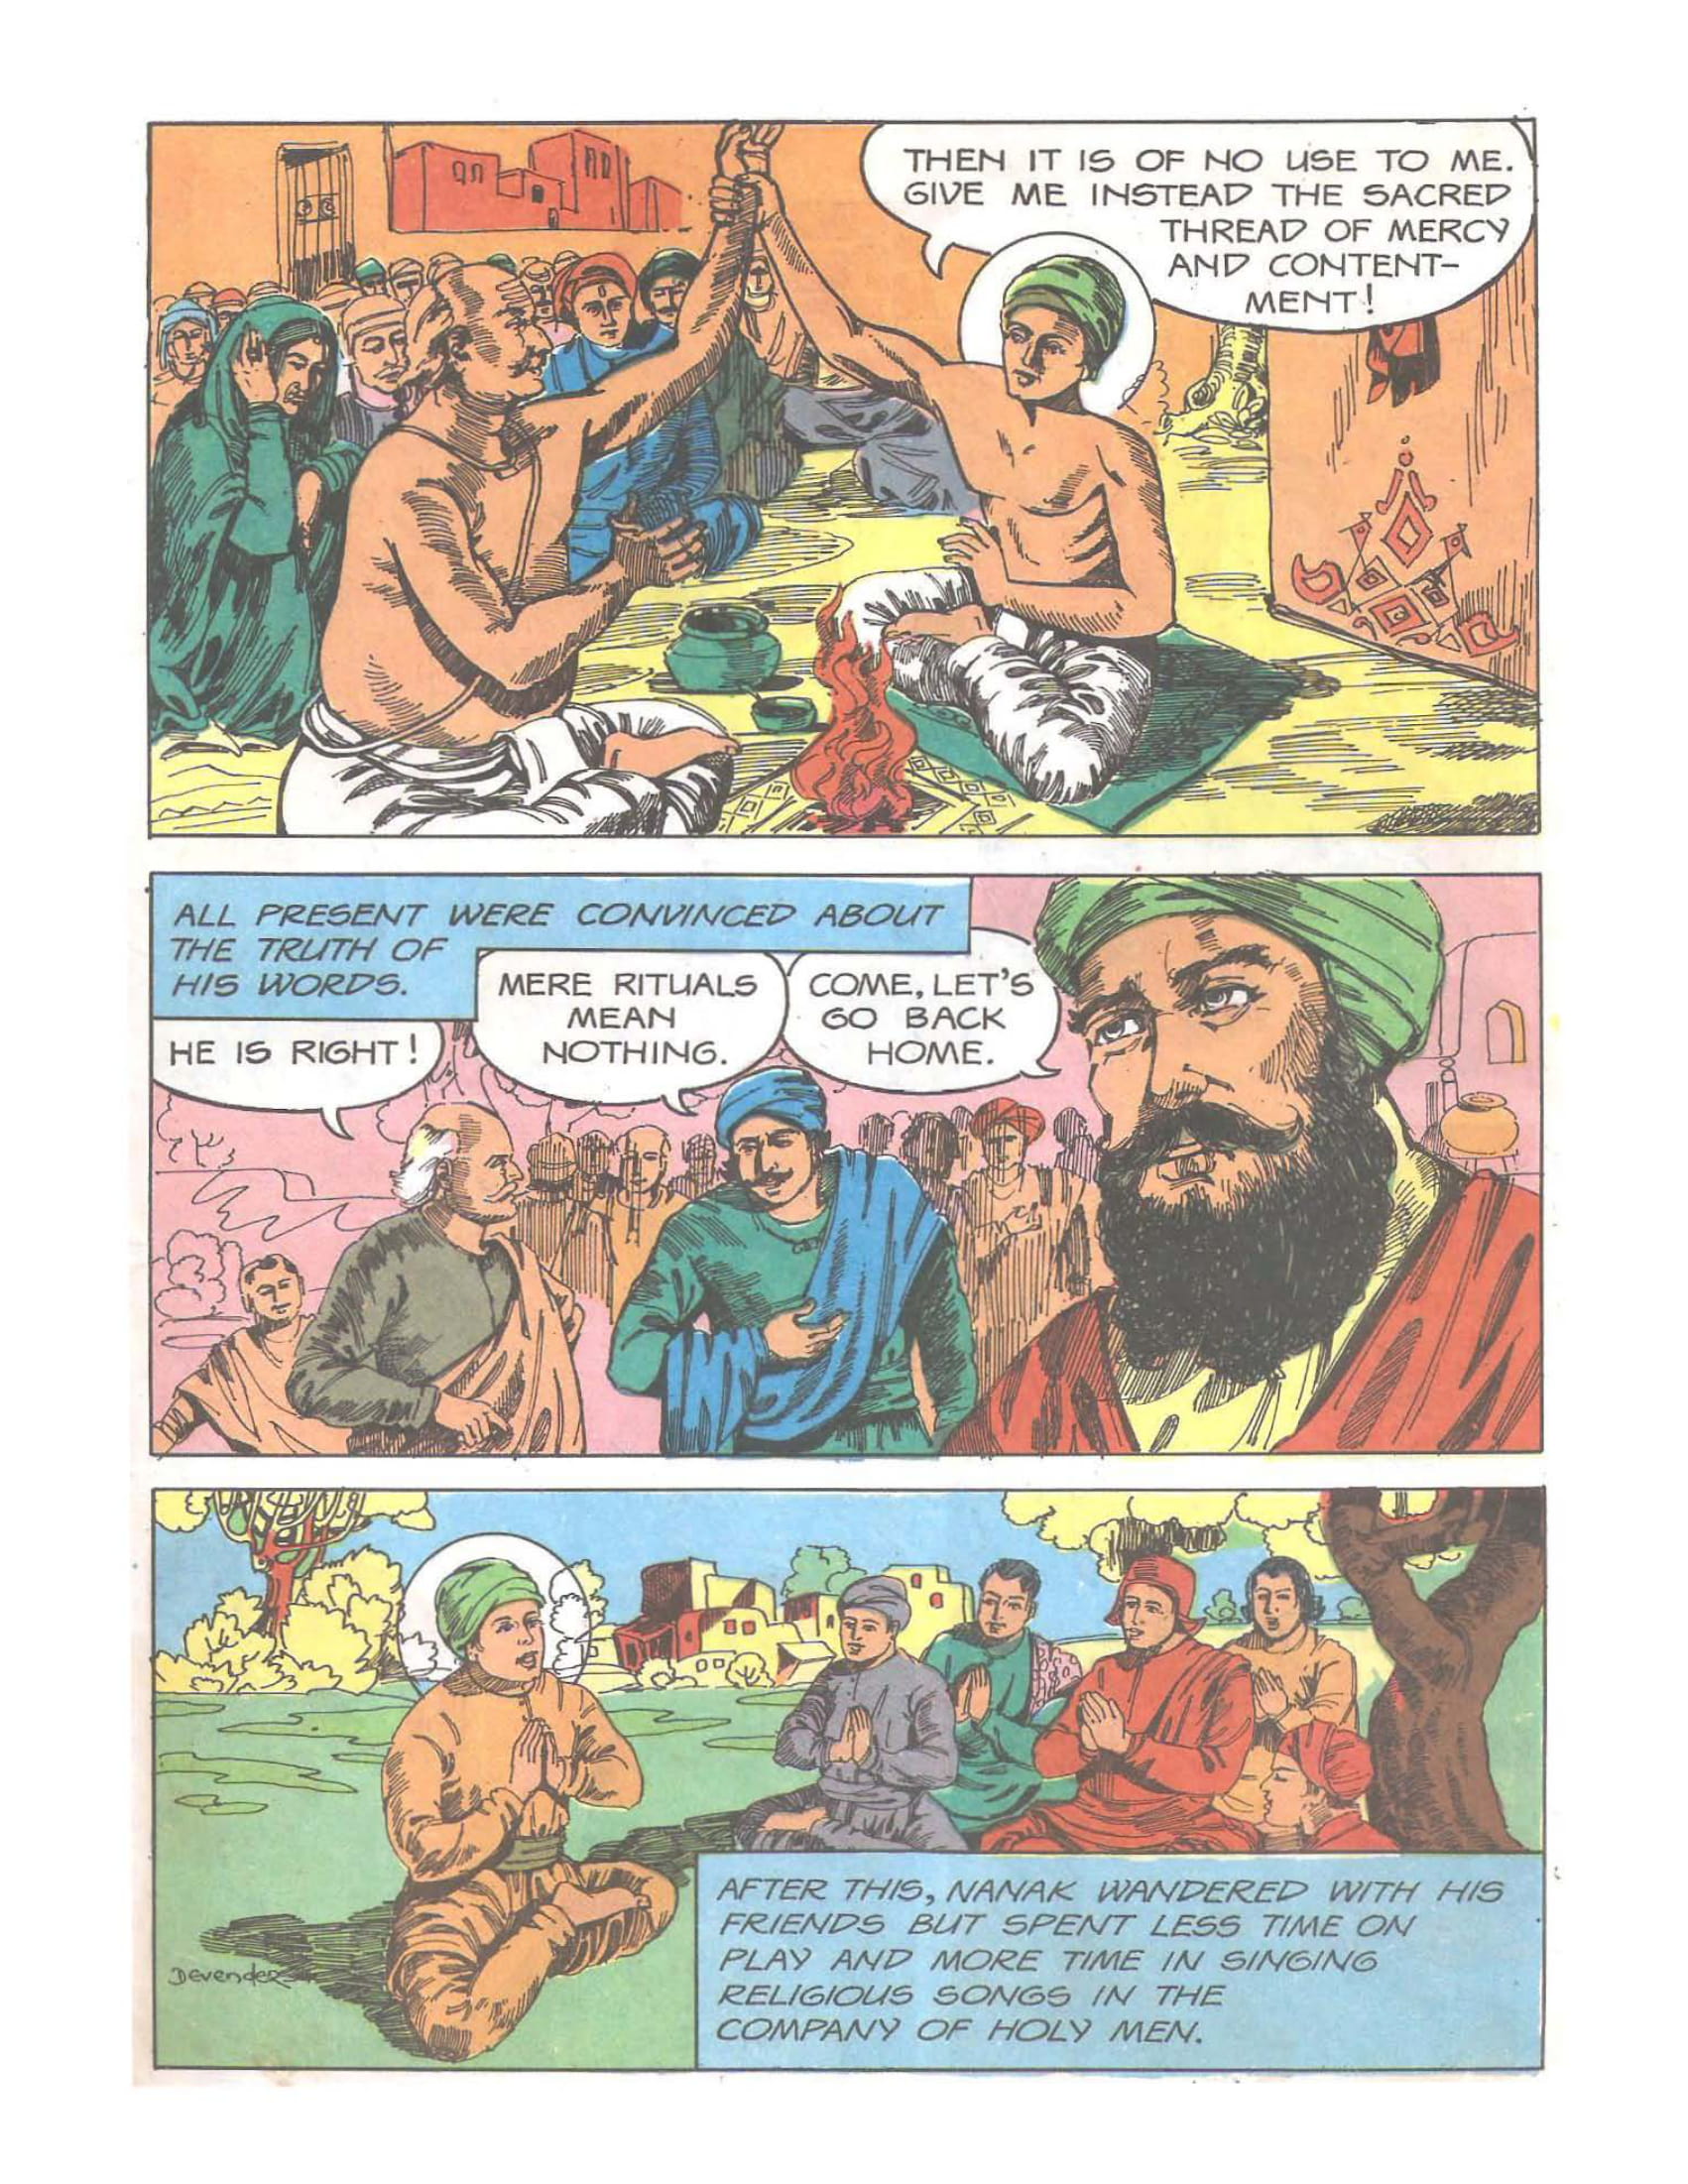 THEN IT IS OF NO USE TO ME.
GIVE ME INSTEAD THE SACRED
THREAD OF MERCY
AND CONTENT-
MENT!
ALL PRESENT WERE CONVINCED ABOUT
THE TRUTH OF
HIS WORDS.
HE IS RIGHT!
MERE RITUALS
MEAN
NOTHING.
COME, LET'S
GO BACK
HOME.
AFTER THIS, NANAK WANDERED WITH HIS
FRIENDS BUT SPENT LESS TIME ON
PLAY AND MORE TIME IN SINGING
RELIGIOUS SONGS IN THE
COMPANY OF HOLY MEN.
Devender